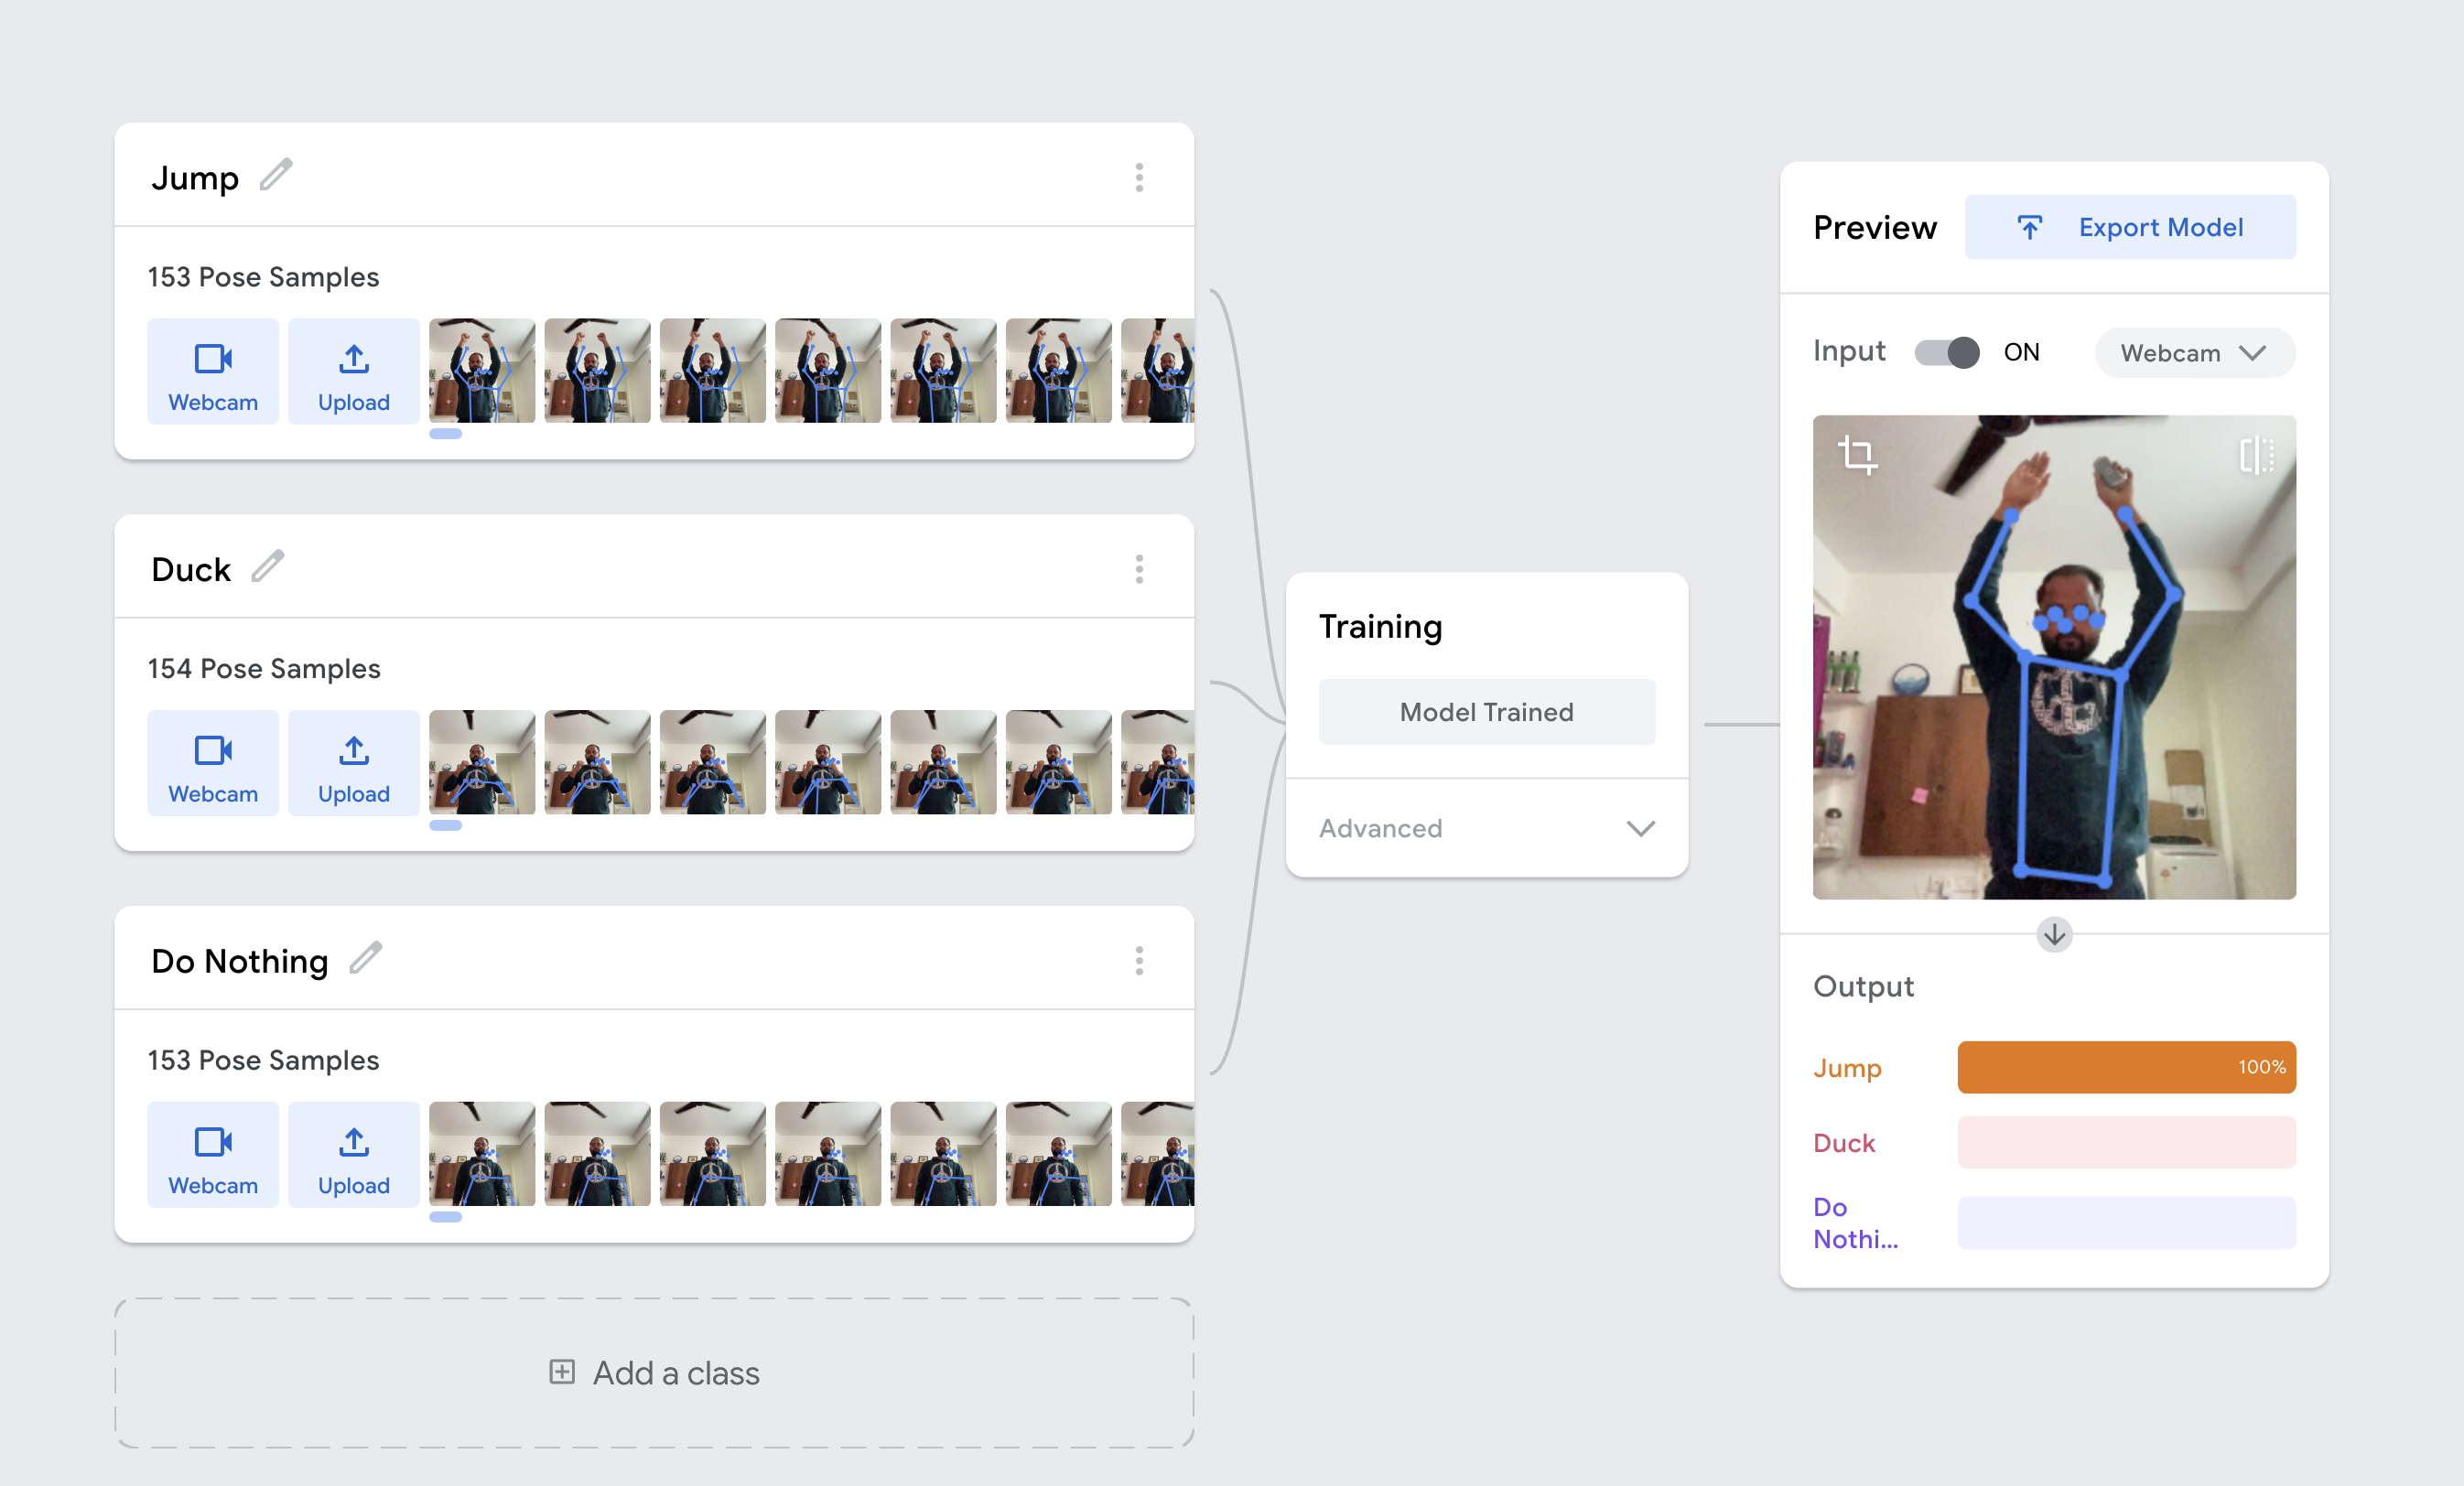 Jump
153 Pose Samples
Webcam
Upload
Duck
154 Pose Samples
Webcam
Upload
Do Nothing
153 Pose Samples
Webcam
Upload
Add a class
Training
Model Trained
Advanced
Preview
Export Model
Input
ON
Webcam
Output
Jump
100%
Duck
Do
Nothi...